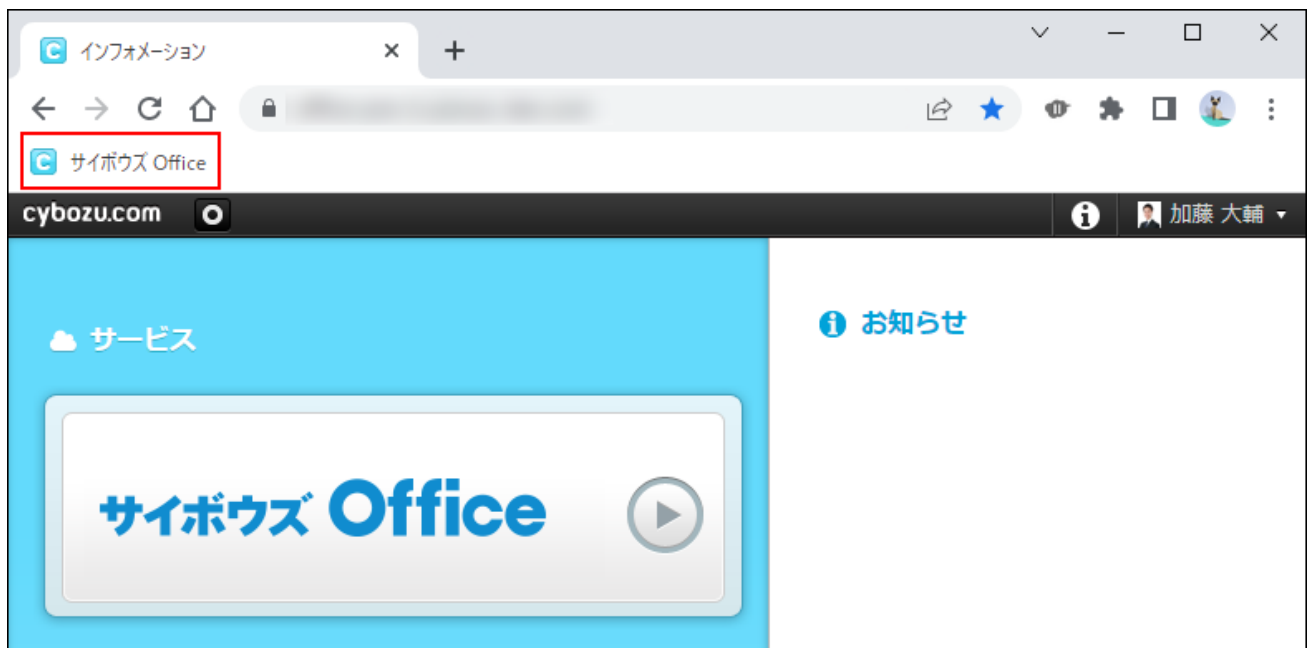 インフォメーション
サイボウズ Office
cybozu.com
加藤 大輔
サービス
お知らせ
サイボウズ Office